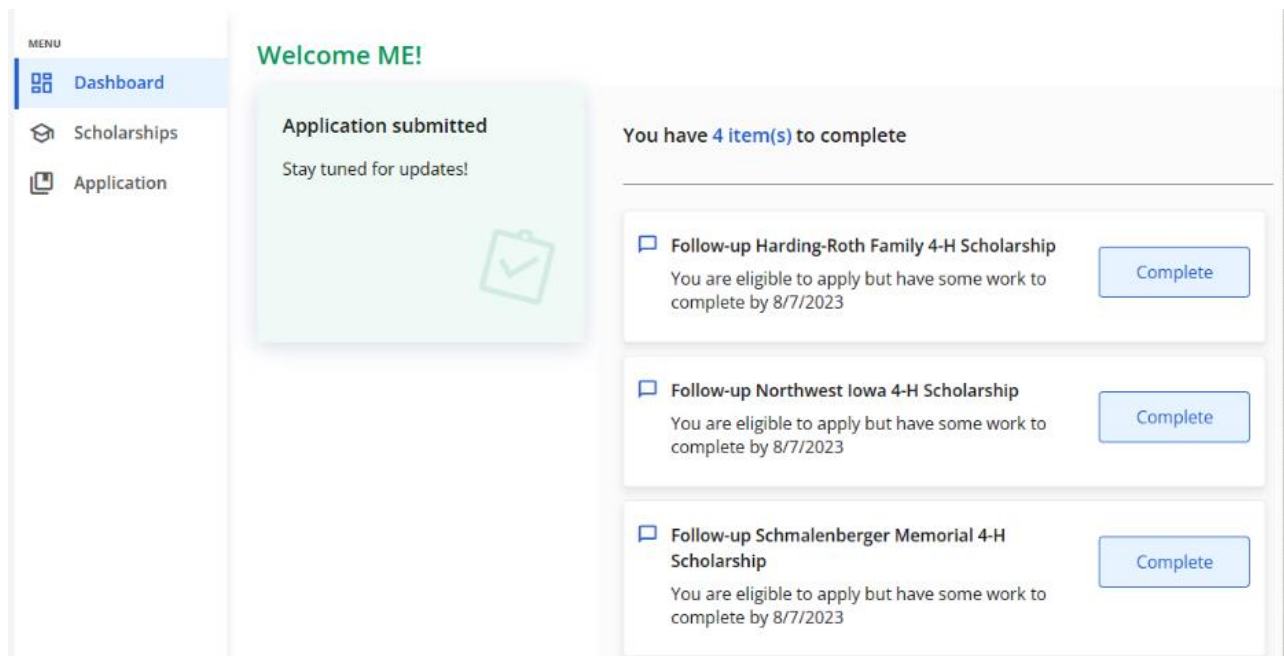 MENU
Dashboard
Scholarships
Application
Welcome ME!
Application submitted
Stay tuned for updates!
You have 4 item(s) to complete
Follow-up Harding-Roth Family 4-H Scholarship
You are eligible to apply but have some work to
complete by 8/7/2023
Complete
Follow-up Northwest Iowa 4-H Scholarship
You are eligible to apply but have some work to
complete by 8/7/2023
Complete
Follow-up Schmalenberger Memorial 4-H
Scholarship
You are eligible to apply but have some work to
complete by 8/7/2023
Complete